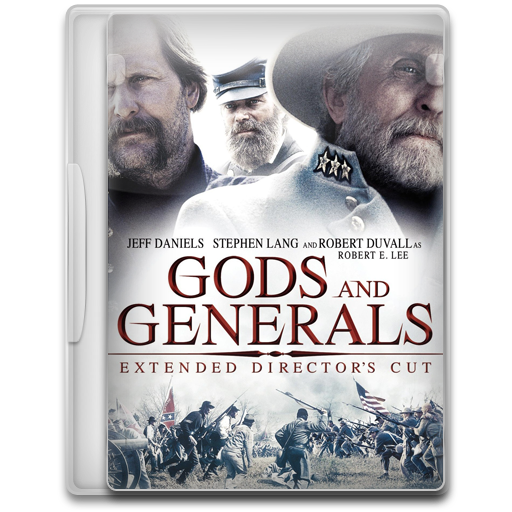 JEFF DANIELS STEPHEN LANG AND ROBERT DUVALL AS
ROBERT E. LEE
GODS AND
GENERALS
EXTENDED DIRECTOR'S CUT